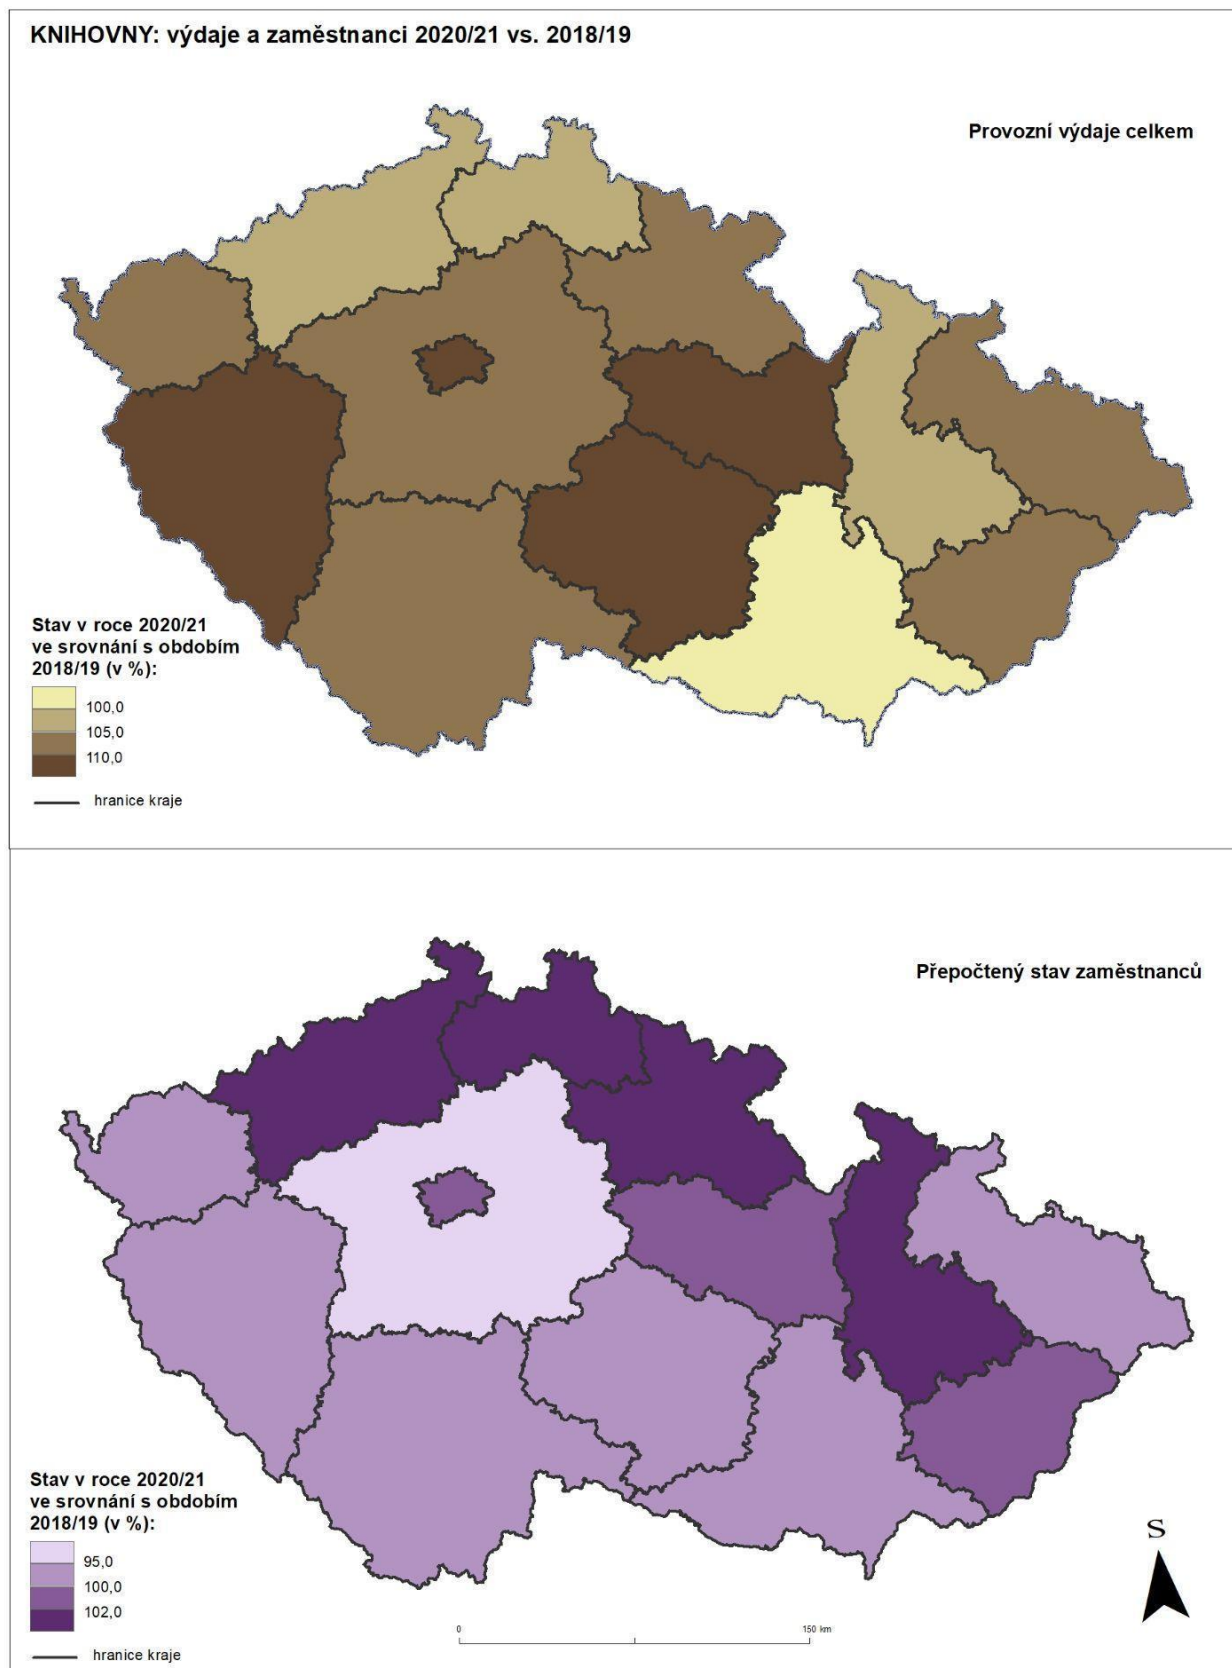 KNIHOVNY: výdaje a zaměstnanci 2020/21 vs. 2018/19
Provozní výdaje celkem
Stav v roce 2020/21
ve srovnání s obdobím
2018/19 (v %):
100,0
105,0
110,0
hranice kraje
Přepočtený stav zaměstnanců
Stav v roce 2020/21
ve srovnání s obdobím
2018/19 (v %):
95,0
100,0
102,0
hranice kraje
0 150 km
S